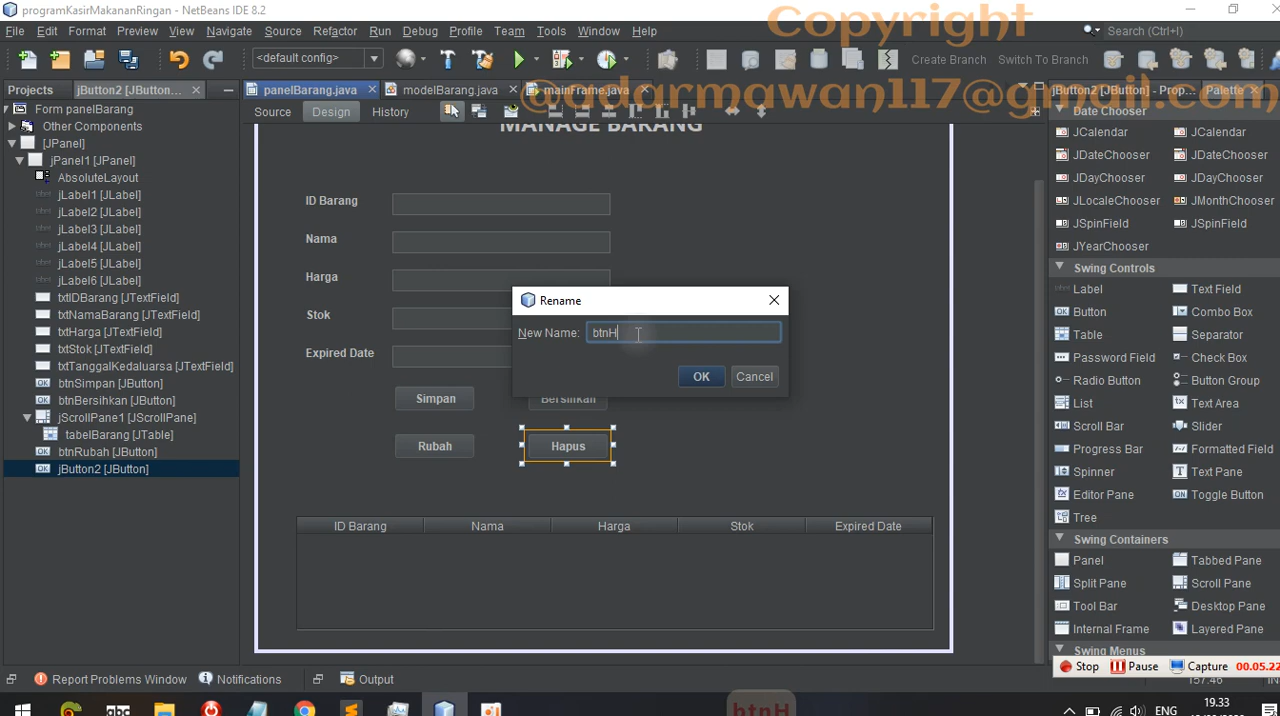 programKasirMakananRingan - NetBeans IDE 8.2
Copyright
File Edit Format Preview View Navigate Source Refactor Run Debug Profile Team Tools Window Help
Search (Ctrl+I)
<default config>
Create Branch Switch To Branch
@adarmawan117@gmail.com
Projects
jButton2 [JButton...
panelBarang.java
modelBarang.java
mainFrame.java
jButton2 [JButton] - Prop...
Palette
Form panelBarang
Other Components
[JPanel]
jPanel1 [JPanel]
AbsoluteLayout
jLabel1 [JLabel]
jLabel2 [JLabel]
jLabel3 [JLabel]
jLabel4 [JLabel]
jLabel5 [JLabel]
jLabel6 [JLabel]
txtIDBarang [JTextField]
txtNamaBarang [JTextField]
txtHarga [JTextField]
txtStok [JTextField]
txtTanggalKedaluarsa [JTextField]
btnSimpan [JButton]
btnBersihkan [JButton]
jScrollPane1 [JScrollPane]
tabelBarang [JTable]
btnRubah [JButton]
jButton2 [JButton]
Source Design History
MANAGE BARANG
ID Barang
Nama
Harga
Stok
Expired Date
Simpan Bersihkan
Rubah Hapus
Rename
New Name: btnH
OK Cancel
ID Barang Nama Harga Stok Expired Date
Date Chooser
JCalendar JCalendar
JDateChooser JDateChooser
JDayChooser JDayChooser
JLocaleChooser JMonthChooser
JSpinField JSpinField
JYearChooser
Swing Controls
Label Text Field
Button Combo Box
Table Separator
Password Field Check Box
Radio Button Button Group
List Text Area
Scroll Bar Slider
Progress Bar Formatted Field
Spinner Text Pane
Editor Pane Toggle Button
Tree
Swing Containers
Panel Tabbed Pane
Split Pane Scroll Pane
Tool Bar Desktop Pane
Internal Frame Layered Pane
Swing Menus
Stop Pause Capture 00.05.22
Report Problems Window Notifications Output
157:46
abc
btnH
ENG
19.33